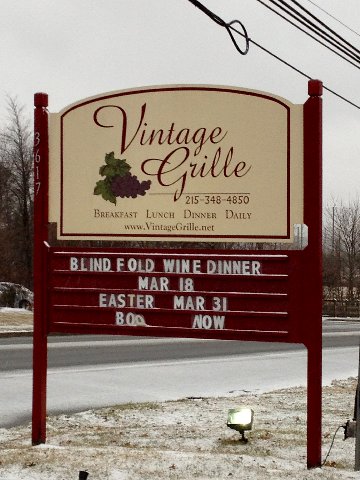 3617
Vintage
Grille
215-348-4850
BREAKFAST LUNCH DINNER DAILY
www.VintageGrille.net
BLIND FOLD WINE DINNER
MAR 18
EASTER MAR 31
NOW